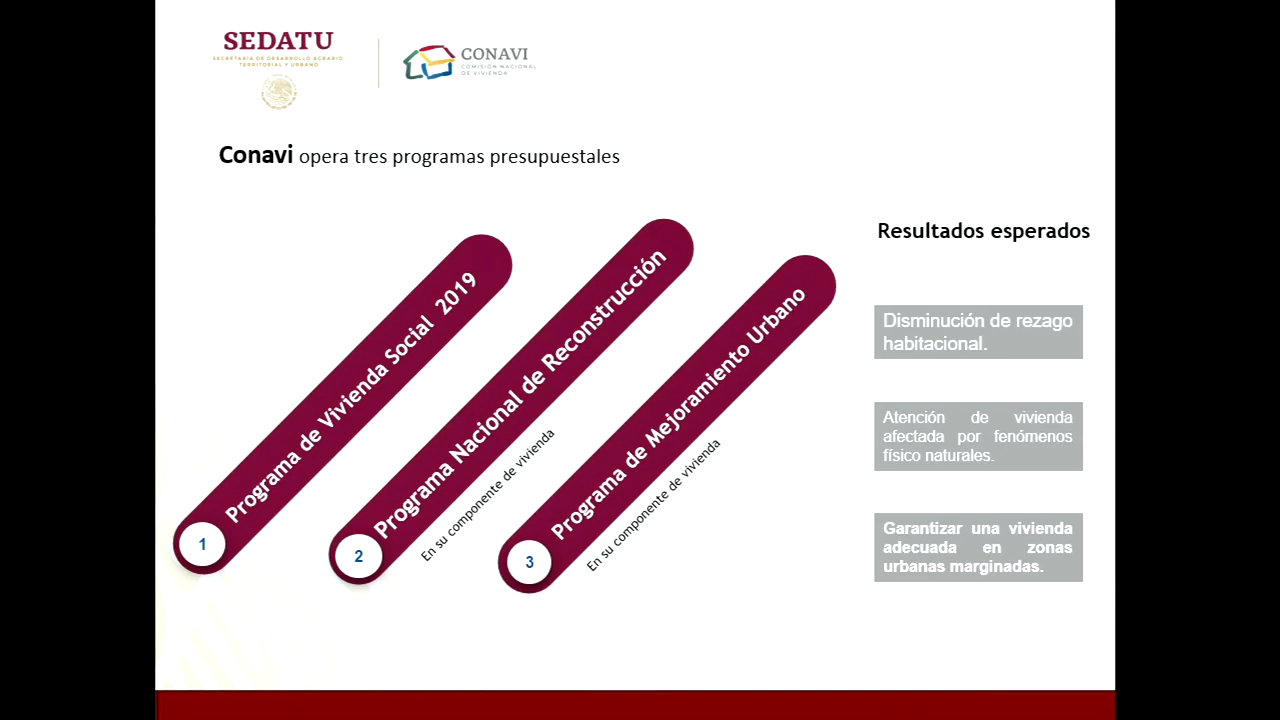 SEDATU
SECRETARÍA DE DESARROLLO AGRARIO
TERRITORIAL Y URBANO
CONAVI
COMISIÓN NACIONAL
DE VIVIENDA
Conavi opera tres programas presupuestales
1
Programa de Vivienda Social 2019
2
Programa Nacional de Reconstrucción
En su componente de vivienda
3
Programa de Mejoramiento Urbano
En su componente de vivienda
Resultados esperados
Disminución de rezago
habitacional.
Atención de vivienda
afectada por fenómenos
físico naturales.
Garantizar una vivienda
adecuada en zonas
urbanas marginadas.